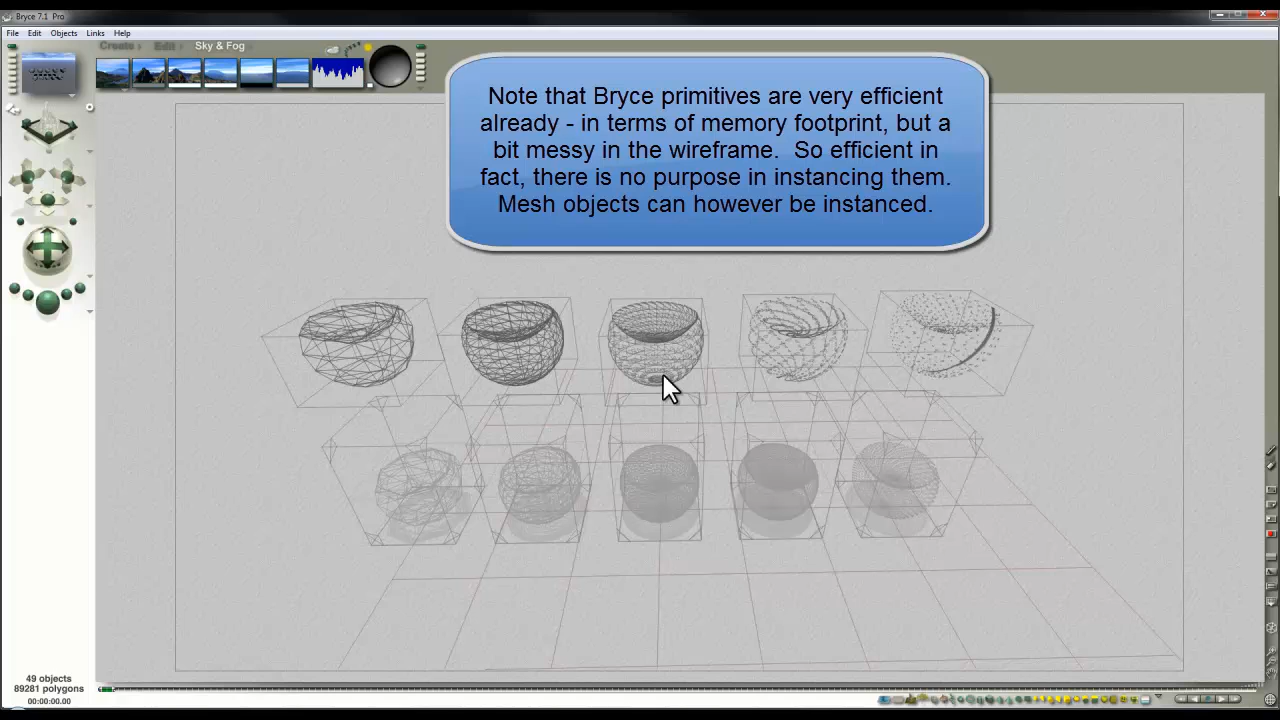 Bryce 7.1 Pro
File Edit Objects Links Help
Create Edit Sky & Fog
Note that Bryce primitives are very efficient
already - in terms of memory footprint, but a
bit messy in the wireframe. So efficient in
fact, there is no purpose in instancing them.
Mesh objects can however be instanced.
49 objects
89281 polygons
00:00:00.00